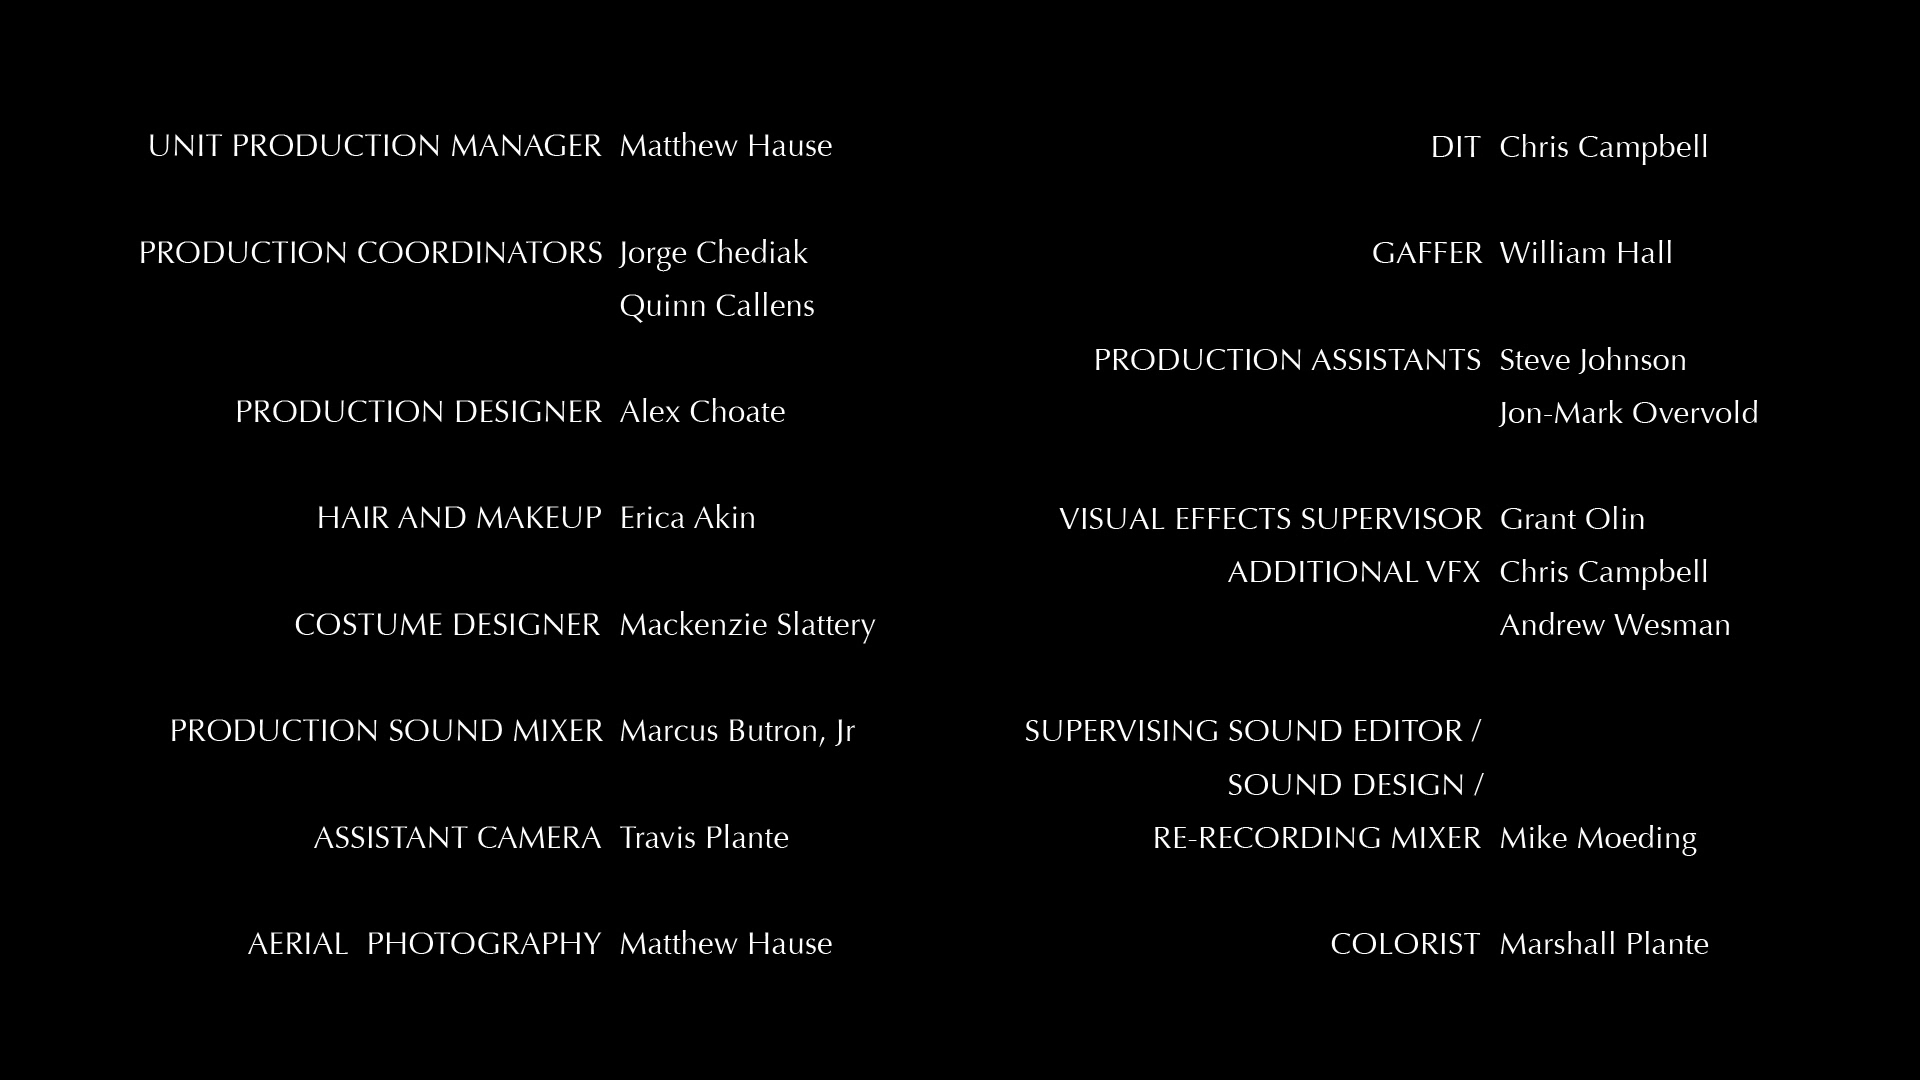 UNIT PRODUCTION MANAGER Matthew Hause
PRODUCTION COORDINATORS Jorge Chediak
Quinn Callens
PRODUCTION DESIGNER Alex Choate
HAIR AND MAKEUP Erica Akin
COSTUME DESIGNER Mackenzie Slattery
PRODUCTION SOUND MIXER Marcus Butron, Jr
ASSISTANT CAMERA Travis Plante
AERIAL PHOTOGRAPHY Matthew Hause
DIT Chris Campbell
GAFFER William Hall
PRODUCTION ASSISTANTS Steve Johnson
Jon-Mark Overvold
VISUAL EFFECTS SUPERVISOR Grant Olin
ADDITIONAL VFX Chris Campbell
Andrew Wesman
SUPERVISING SOUND EDITOR /
SOUND DESIGN /
RE-RECORDING MIXER Mike Moeding
COLORIST Marshall Plante